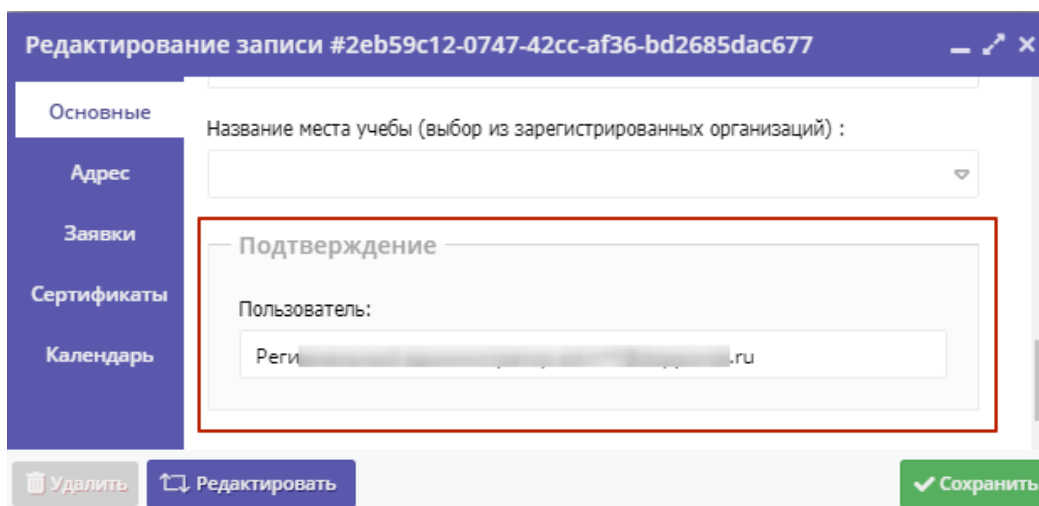 Редактирование записи #2eb59c12-0747-42cc-af36-bd2685dac677
Основные
Адрес
Заявки
Сертификаты
Календарь
Название места учебы (выбор из зарегистрированных организаций) :
Подтверждение
Пользователь:
Реги .ru
Удалить
Редактировать
Сохранить